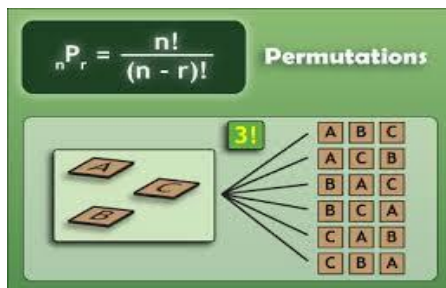 nPr = n! / (n - r)!
Permutations
3!
A
C
B
A B C
A C B
B A C
B C A
C A B
C B A